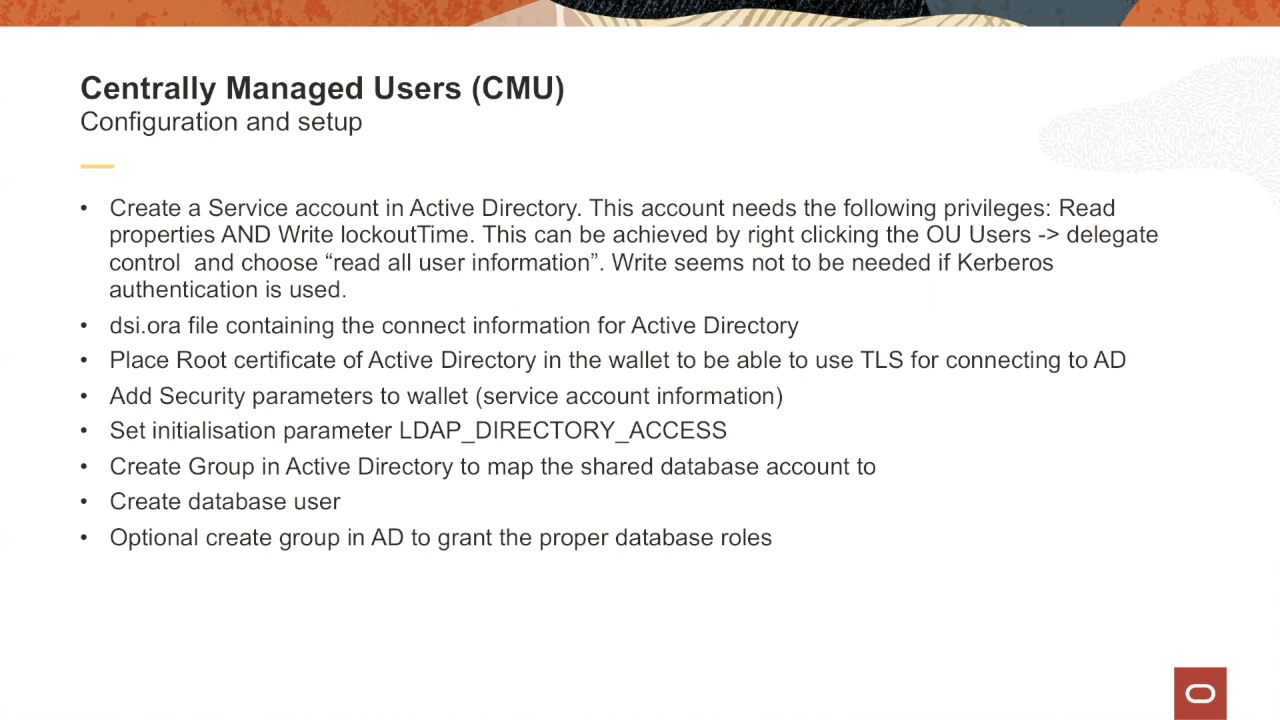 Centrally Managed Users (CMU)
Configuration and setup
• Create a Service account in Active Directory. This account needs the following privileges: Read
properties AND Write lockoutTime. This can be achieved by right clicking the OU Users -> delegate
control  and choose “read all user information”. Write seems not to be needed if Kerberos
authentication is used.
• dsi.ora file containing the connect information for Active Directory
• Place Root certificate of Active Directory in the wallet to be able to use TLS for connecting to AD
• Add Security parameters to wallet (service account information)
• Set initialisation parameter LDAP_DIRECTORY_ACCESS
• Create Group in Active Directory to map the shared database account to
• Create database user
• Optional create group in AD to grant the proper database roles